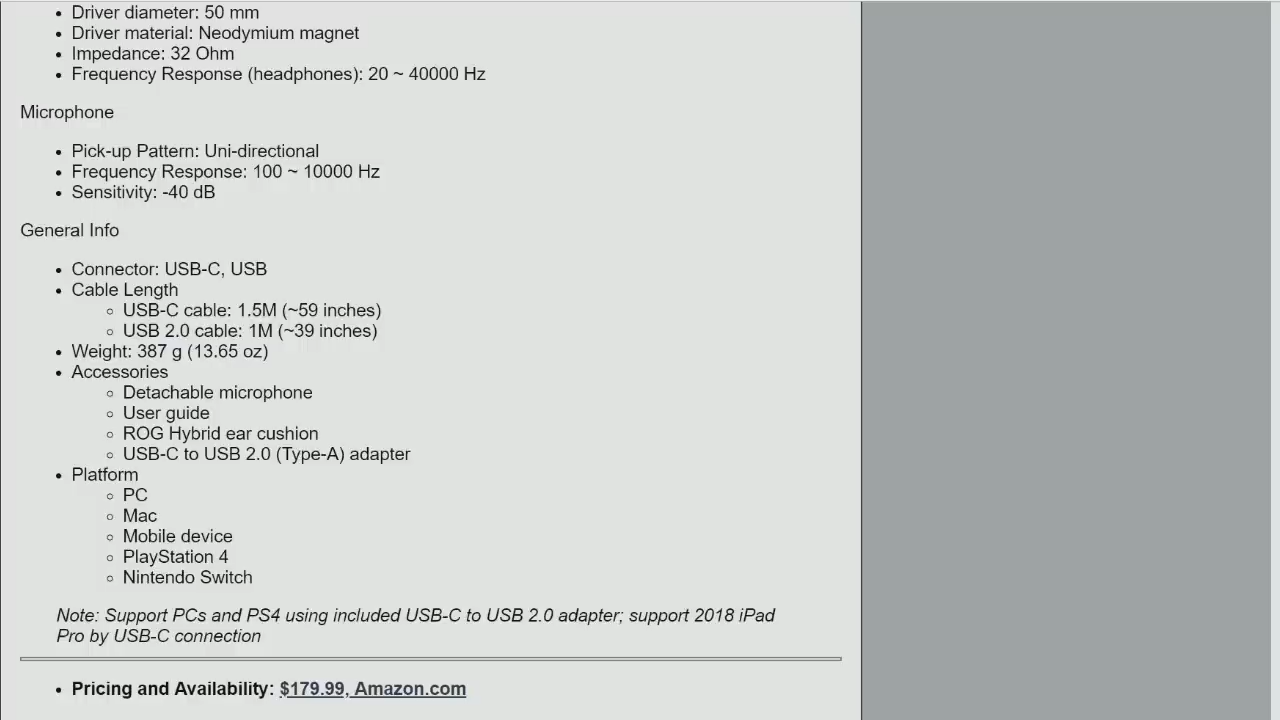 Driver diameter: 50 mm
Driver material: Neodymium magnet
Impedance: 32 Ohm
Frequency Response (headphones): 20 ~ 40000 Hz
Microphone
Pick-up Pattern: Uni-directional
Frequency Response: 100 ~ 10000 Hz
Sensitivity: -40 dB
General Info
Connector: USB-C, USB
Cable Length
USB-C cable: 1.5M (~59 inches)
USB 2.0 cable: 1M (~39 inches)
Weight: 387 g (13.65 oz)
Accessories
Detachable microphone
User guide
ROG Hybrid ear cushion
USB-C to USB 2.0 (Type-A) adapter
Platform
PC
Mac
Mobile device
PlayStation 4
Nintendo Switch
Note: Support PCs and PS4 using included USB-C to USB 2.0 adapter; support 2018 iPad
Pro by USB-C connection
Pricing and Availability: $179.99, Amazon.com